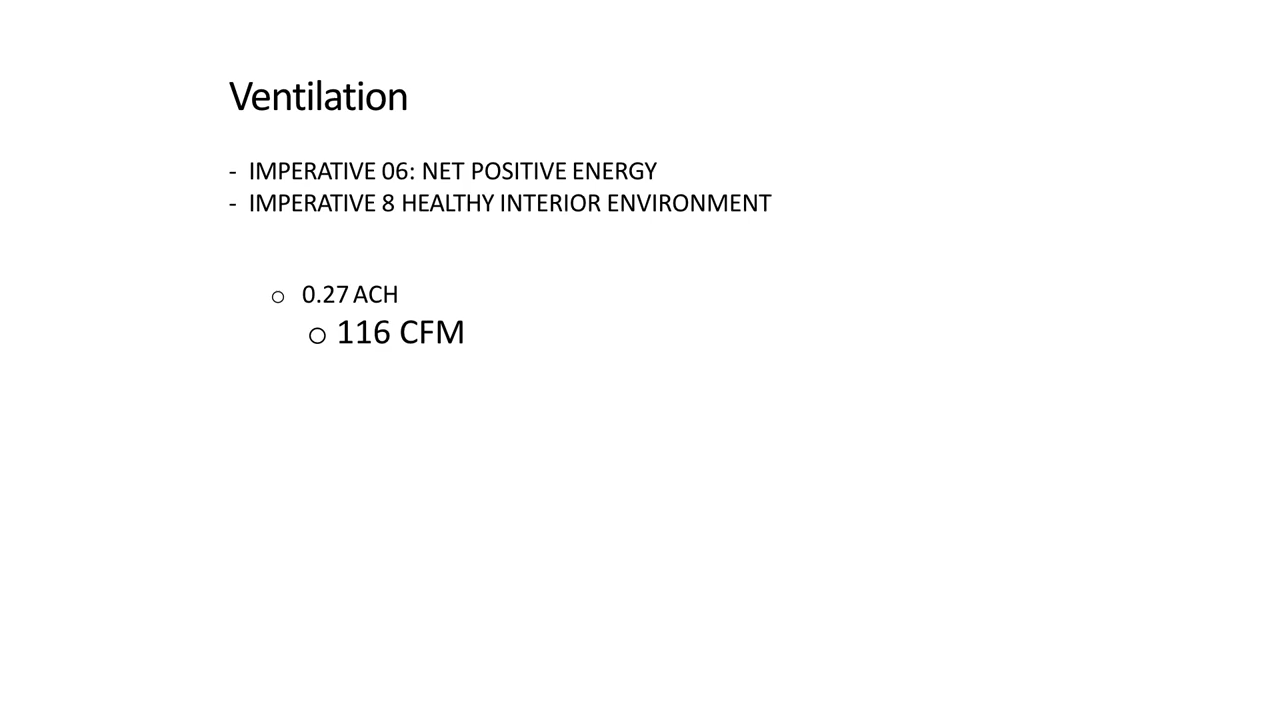 Ventilation
- IMPERATIVE 06: NET POSITIVE ENERGY
- IMPERATIVE 8 HEALTHY INTERIOR ENVIRONMENT
o 0.27 ACH
o 116 CFM